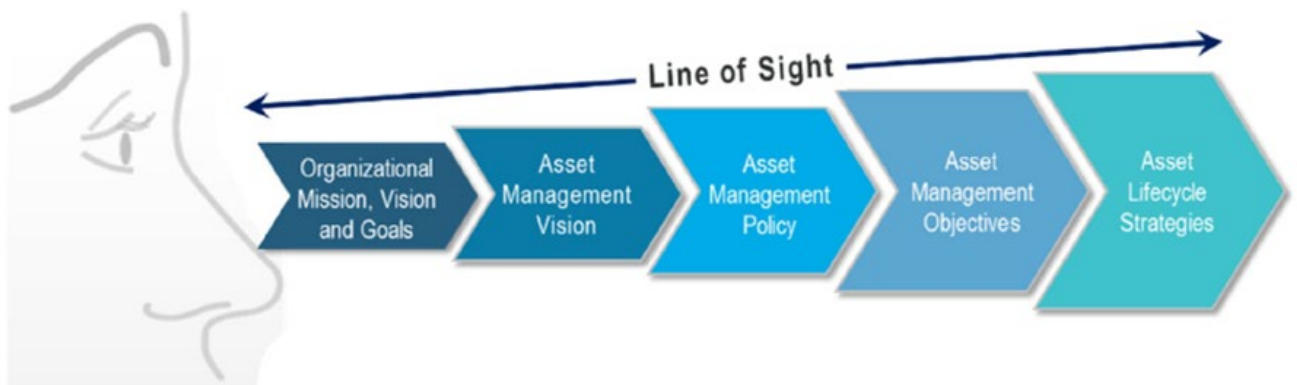 Line of Sight
Organizational
Mission, Vision
and Goals
Asset
Management
Vision
Asset
Management
Policy
Asset
Management
Objectives
Asset
Lifecycle
Strategies